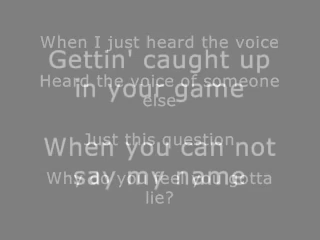 When I just heard the voice
Gettin' caught up
Heard the voice of someone
in your game
else
Just this question
When you can not
Why do you feel you gotta
say my name
lie?